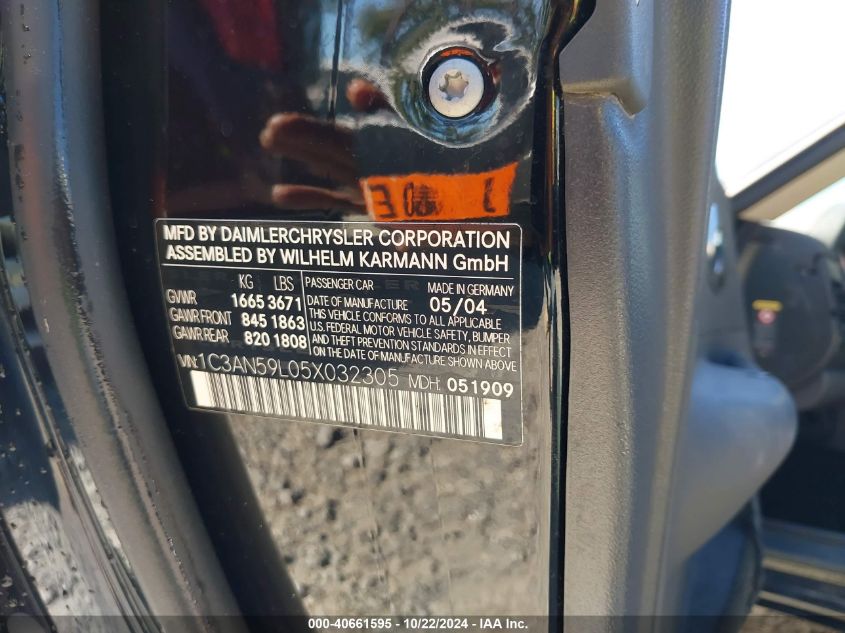 MFD BY DAIMLERCHRYSLER CORPORATION
ASSEMBLED BY WILHELM KARMANN GmbH
KG LBS
GVWR 1665 3671
GAWR FRONT 845 1863
GAWR REAR 820 1808
PASSENGER CAR MADE IN GERMANY
DATE OF MANUFACTURE 05/04
THIS VEHICLE CONFORMS TO ALL APPLICABLE
U.S. FEDERAL MOTOR VEHICLE SAFETY, BUMPER
AND THEFT PREVENTION STANDARDS IN EFFECT
ON THE DATE OF MANUFACTURE SHOWN ABOVE.
VIN: 1C3AN59L05X032305 MDH: 051909
000-40661595 - 10/22/2024 - IAA Inc.